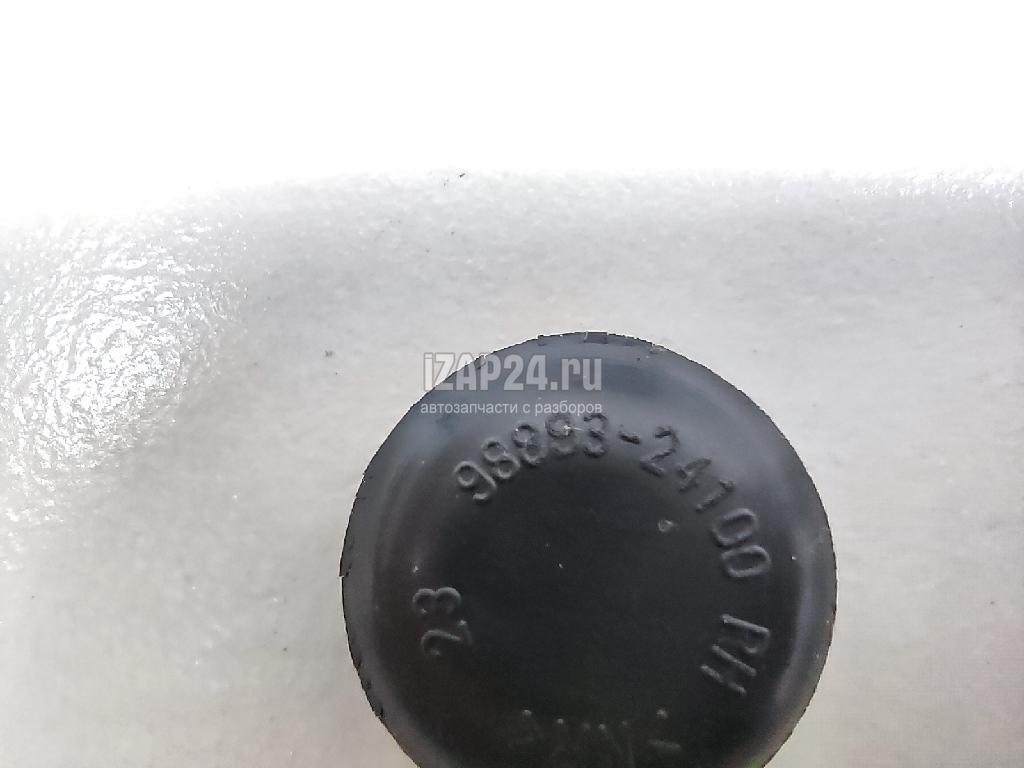 iZAP24.ru
автозапчасти с разборов
98893-24100 RH
23